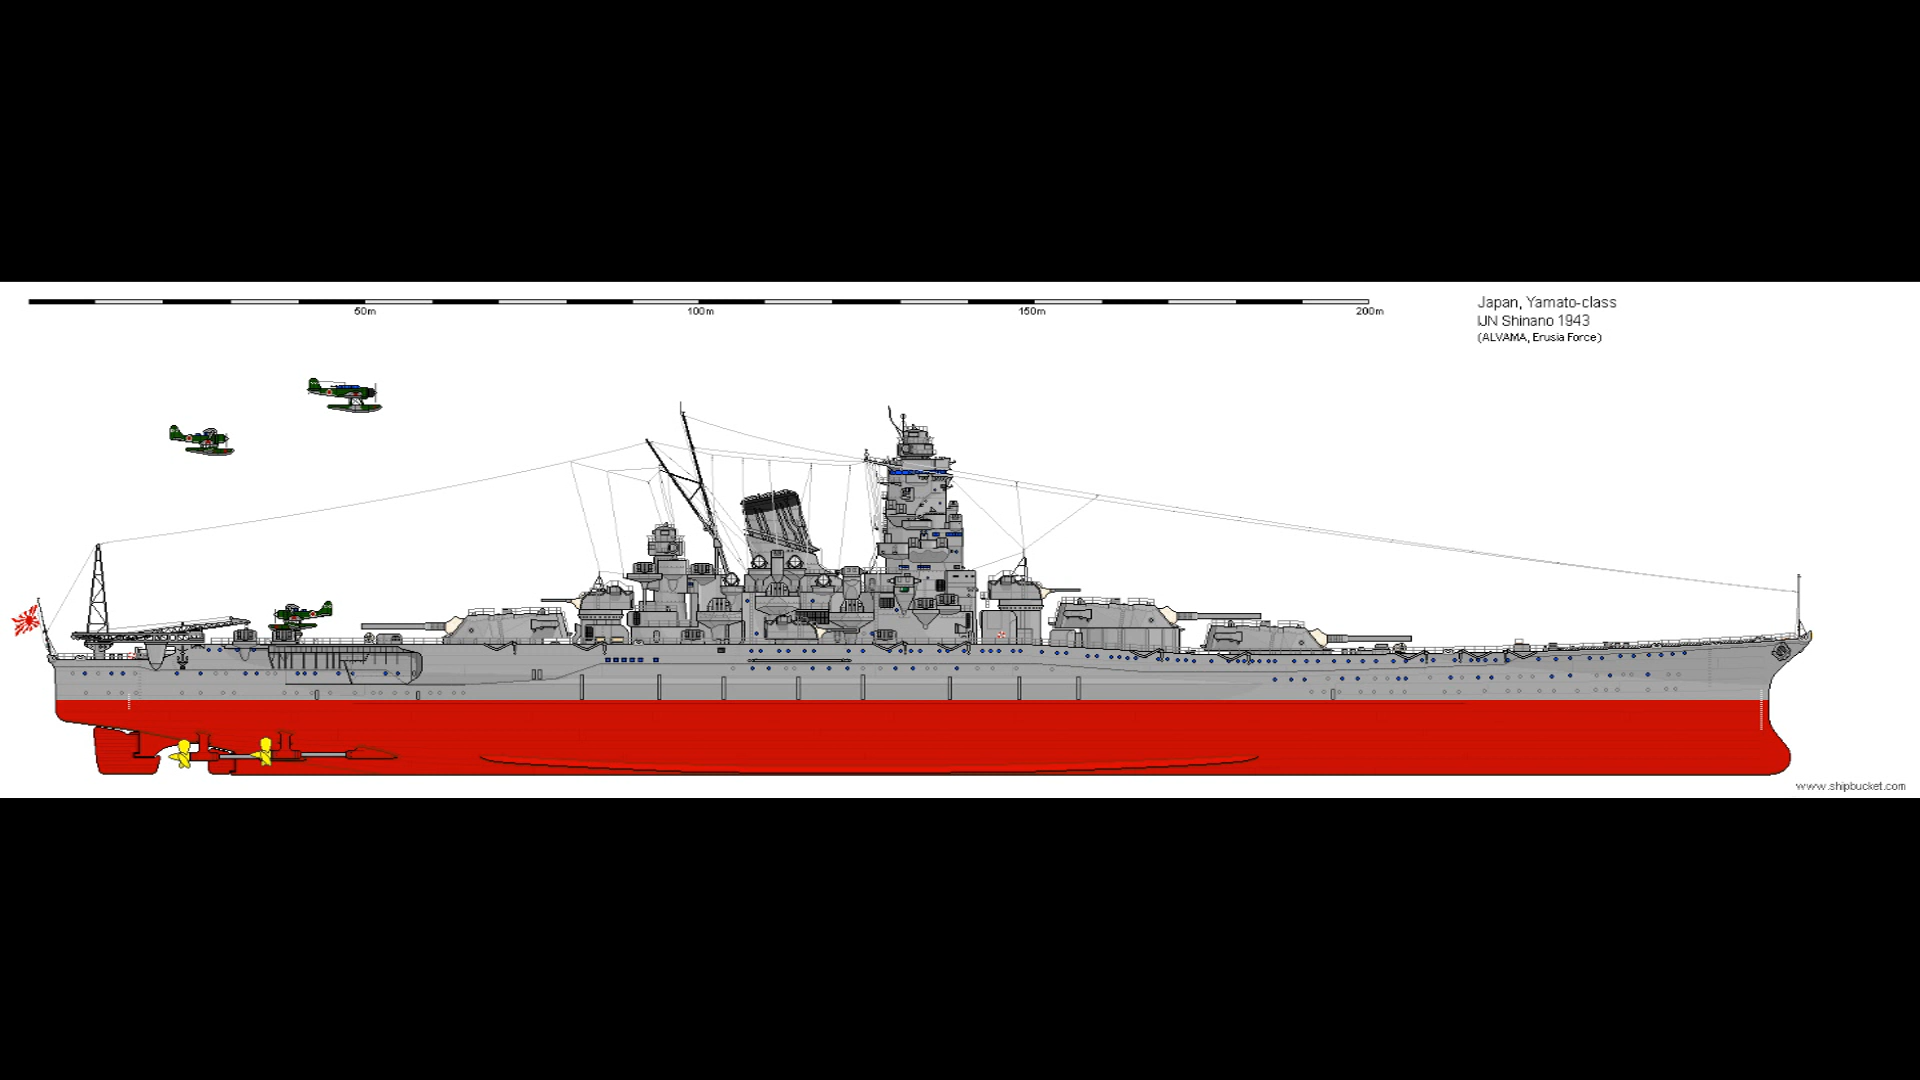 50m 100m 150m 200m
Japan, Yamato-class
IJN Shinano 1943
(ALVAMA, Erusia Force)
www.shipbucket.com